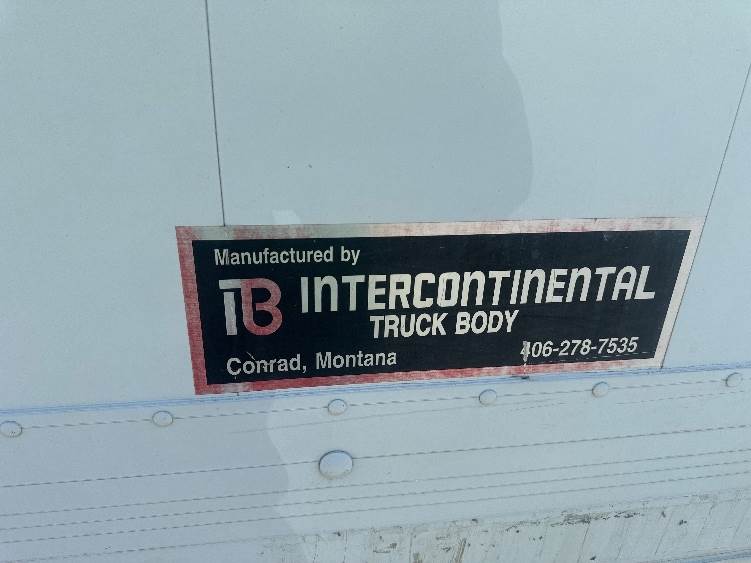 Manufactured by
ITB INTERCONTINENTAL
TRUCK BODY
Conrad, Montana 406-278-7535